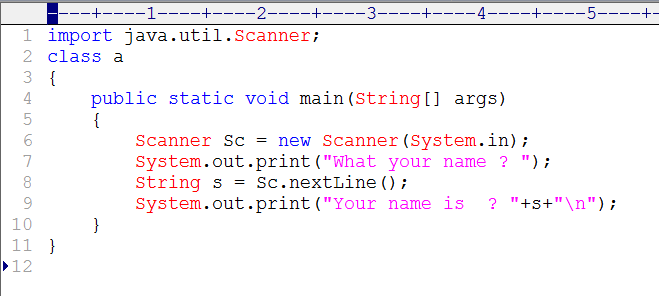 ----+----1----+----2----+----3----+----4----+----5----+-
1 import java.util.Scanner;
2 class a
3 {
4     public static void main(String[] args)
5     {
6         Scanner Sc = new Scanner(System.in);
7         System.out.print("What your name ? ");
8         String s = Sc.nextLine();
9         System.out.print("Your name is  ? "+s+"\n");
10     }
11 }
12